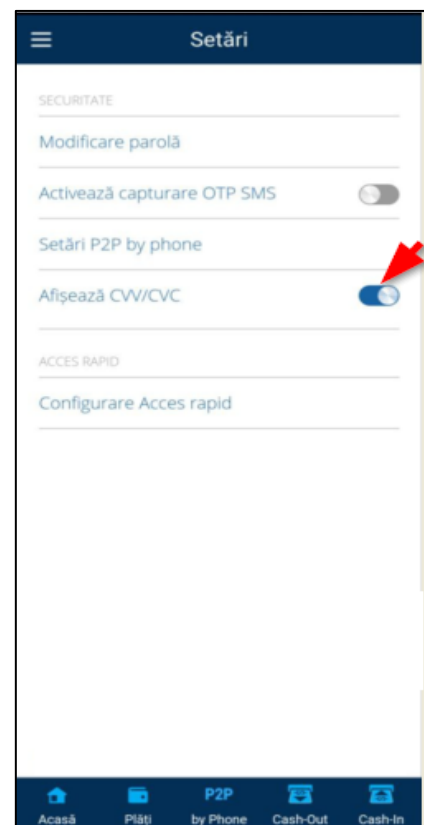 Setări
SECURITATE
Modificare parolă
Activează capturare OTP SMS
Setări P2P by phone
Afișează CVV/CVC
ACCES RAPID
Configurare Acces rapid
P2P
Acasă Plăți by Phone Cash-Out Cash-In